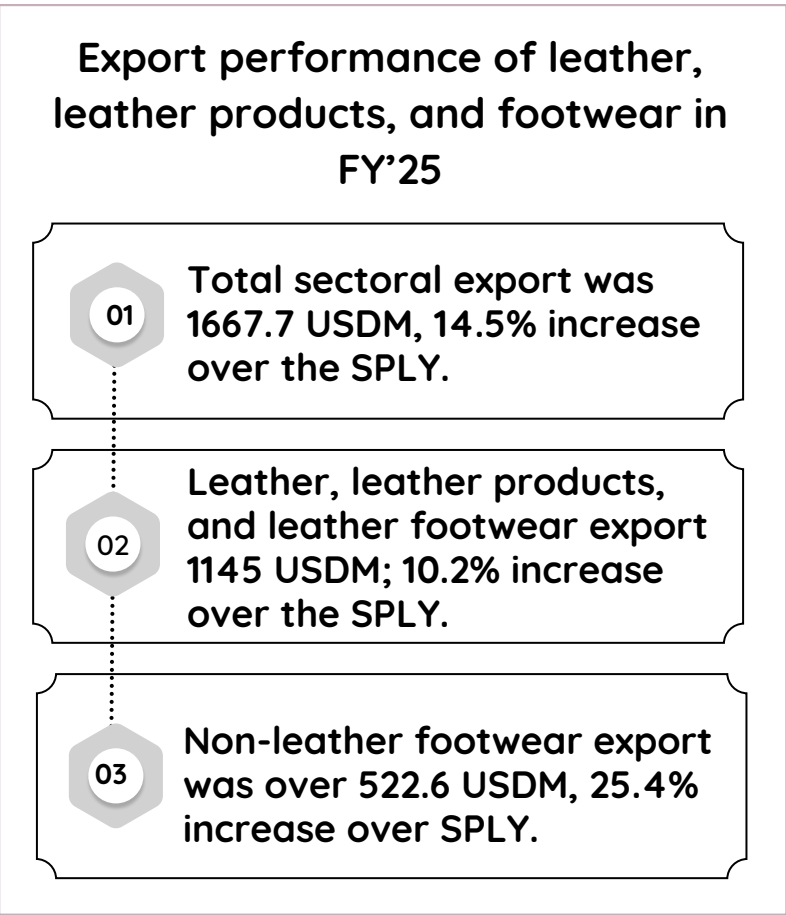 Export performance of leather,
leather products, and footwear in
FY’25
01
Total sectoral export was
1667.7 USDM, 14.5% increase
over the SPLY.
02
Leather, leather products,
and leather footwear export
1145 USDM; 10.2% increase
over the SPLY.
03
Non-leather footwear export
was over 522.6 USDM, 25.4%
increase over SPLY.